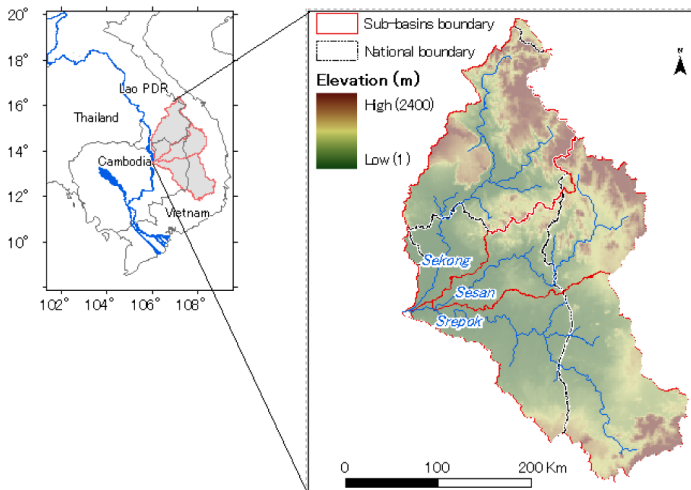 20°
18°
16°
14°
12°
10°
102°
104°
106°
108°
Lao PDR
Thailand
Cambodia
Vietnam
Sub-basins boundary
National boundary
Elevation (m)
High (2400)
Low (1)
N
Sekong
Sesan
Srepok
0 100 200 Km